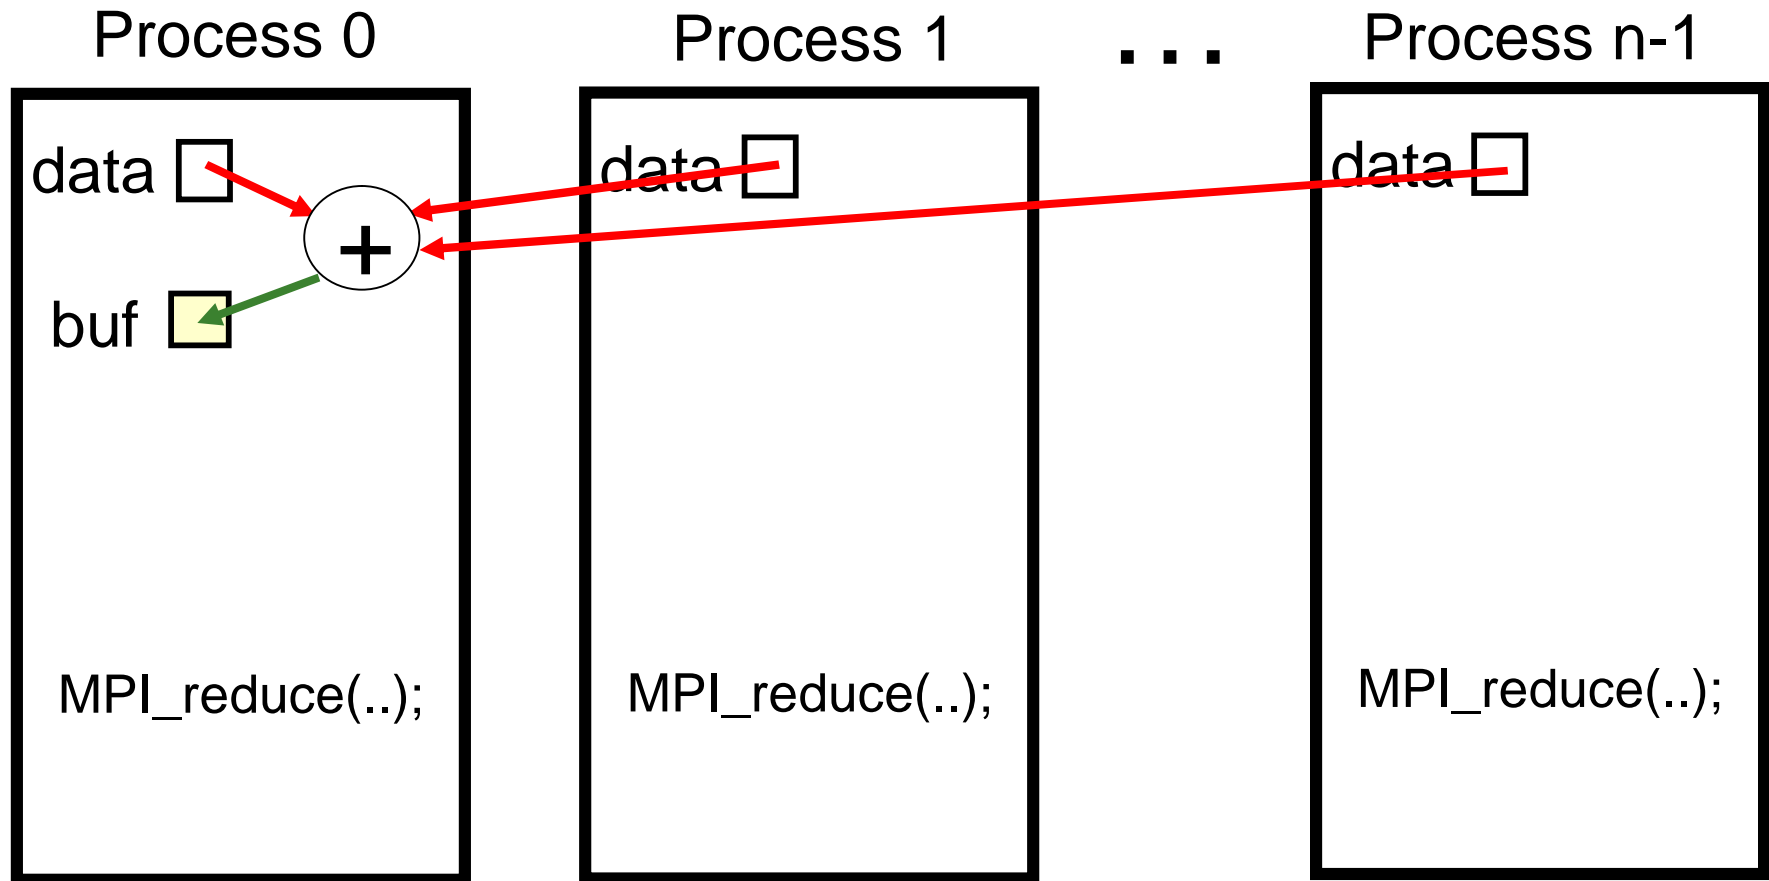 Process 0
Process 1
...
Process n-1
data
data
data
+
buf
MPI_reduce(..);
MPI_reduce(..);
MPI_reduce(..);